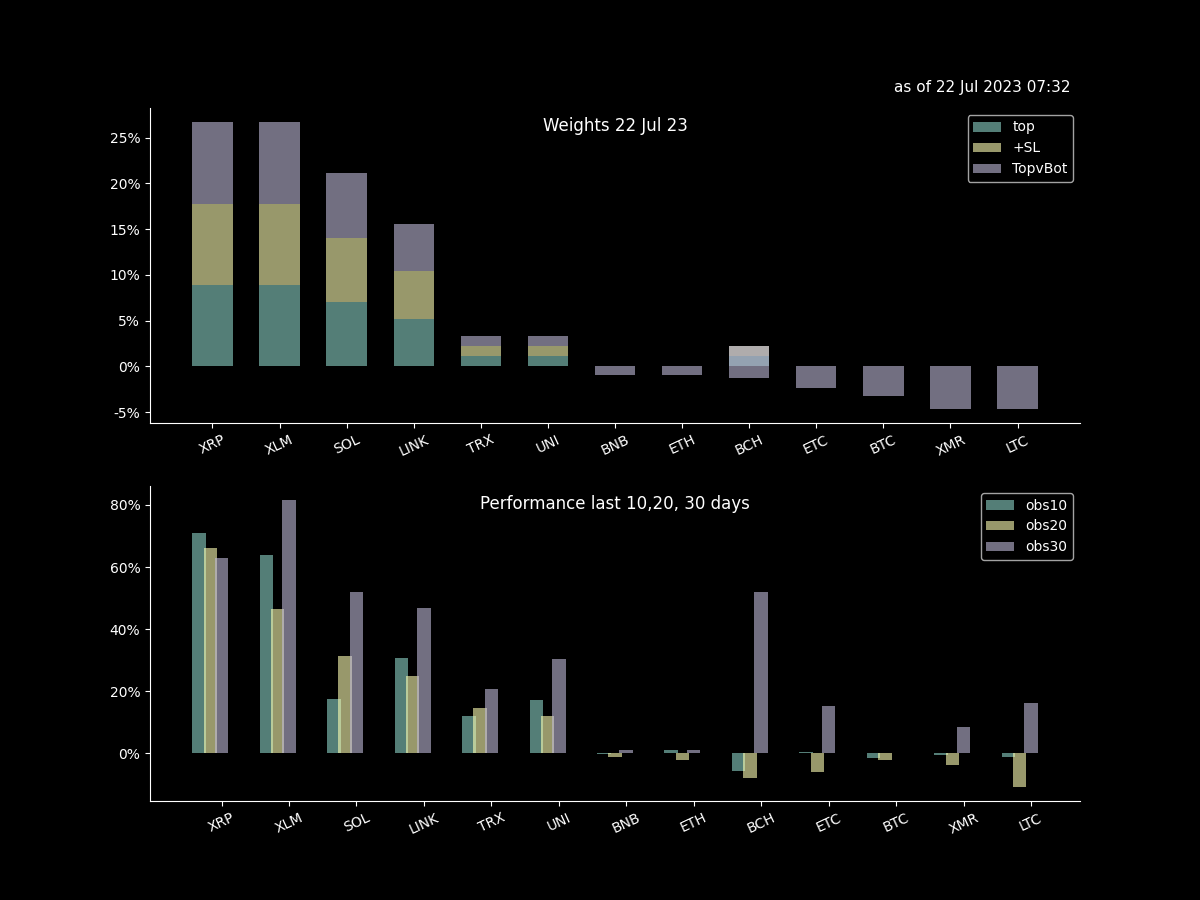 as of 22 Jul 2023 07:32
Weights 22 Jul 23
top
+SL
TopvBot
25%
20%
15%
10%
5%
0%
-5%
XRP XLM SOL LINK TRX UNI BNB ETH BCH ETC BTC XMR LTC
Performance last 10,20, 30 days
obs10
obs20
obs30
80%
60%
40%
20%
0%
XRP XLM SOL LINK TRX UNI BNB ETH BCH ETC BTC XMR LTC